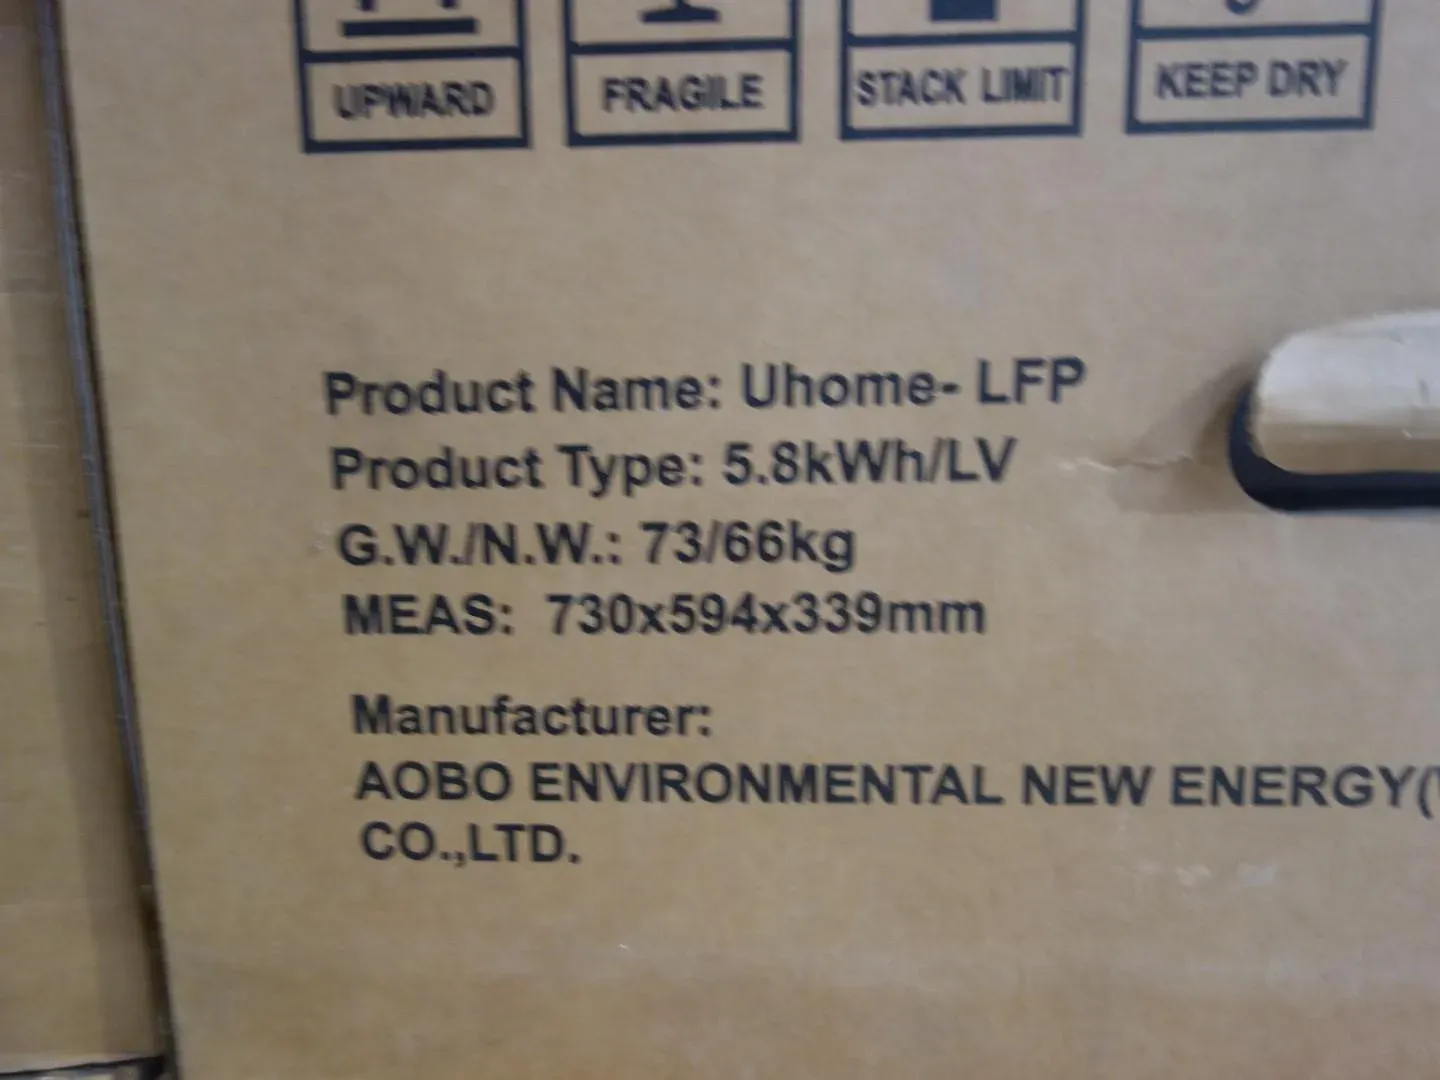 UPWARD FRAGILE STACK LIMIT KEEP DRY
Product Name: Uhome- LFP
Product Type: 5.8kWh/LV
G.W./N.W.: 73/66kg
MEAS: 730x594x339mm
Manufacturer:
AOBO ENVIRONMENTAL NEW ENERGY(
CO.,LTD.